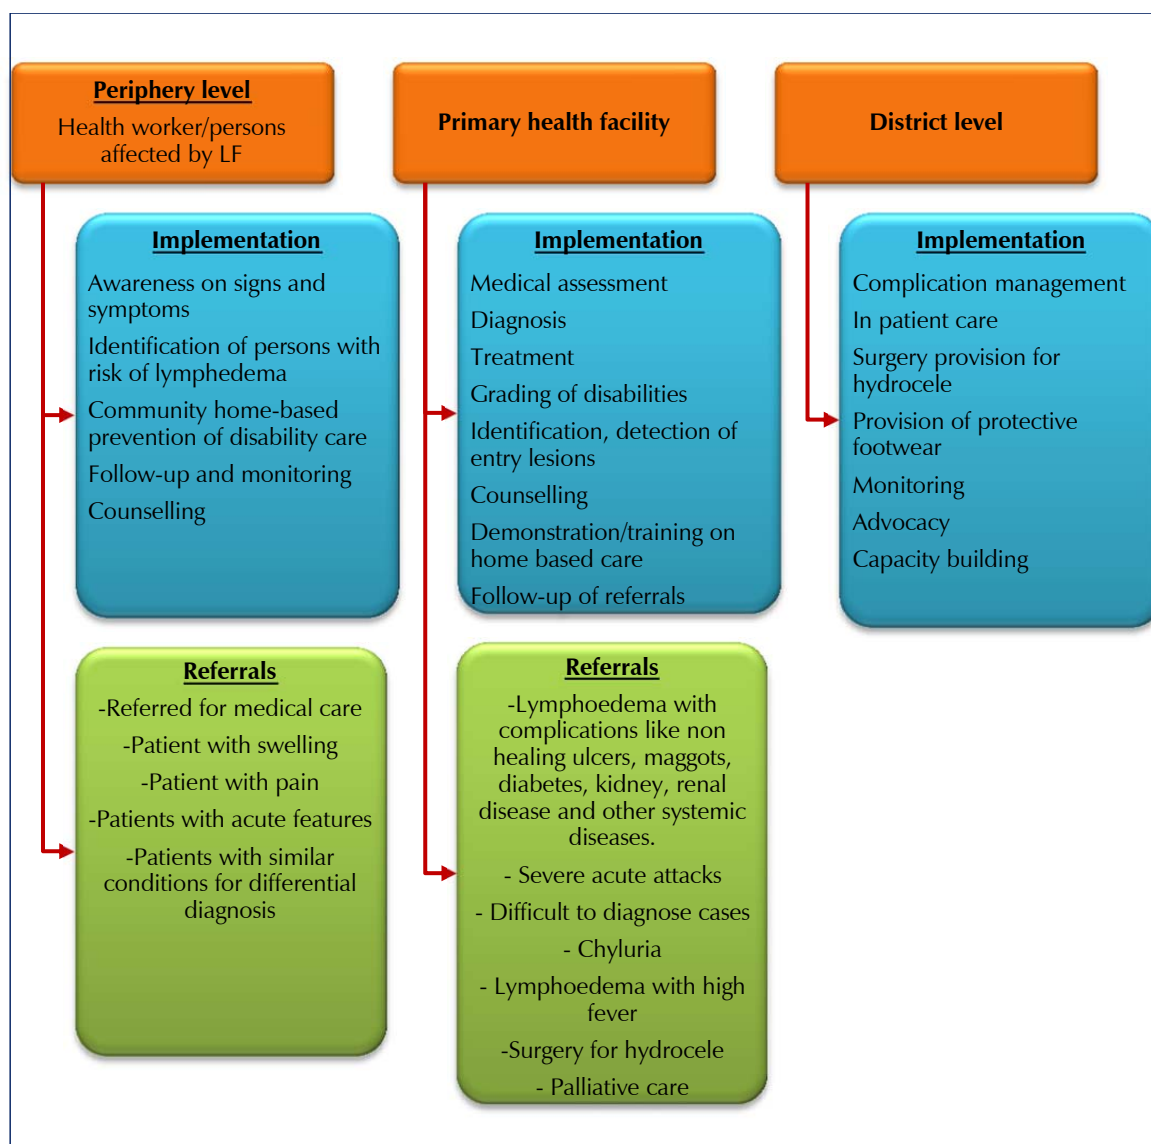 Periphery level
Health worker/persons
affected by LF
Implementation
Awareness on signs and
symptoms
Identification of persons with
risk of lymphedema
Community home-based
prevention of disability care
Follow-up and monitoring
Counselling
Referrals
-Referred for medical care
-Patient with swelling
-Patient with pain
-Patients with acute features
-Patients with similar
conditions for differential
diagnosis
Primary health facility
Implementation
Medical assessment
Diagnosis
Treatment
Grading of disabilities
Identification, detection of
entry lesions
Counselling
Demonstration/training on
home based care
Follow-up of referrals
Referrals
-Lymphoedema with
complications like non
healing ulcers, maggots,
diabetes, kidney, renal
disease and other systemic
diseases.
- Severe acute attacks
- Difficult to diagnose cases
- Chyluria
- Lymphoedema with high
fever
-Surgery for hydrocele
- Palliative care
District level
Implementation
Complication management
In patient care
Surgery provision for
hydrocele
Provision of protective
footwear
Monitoring
Advocacy
Capacity building